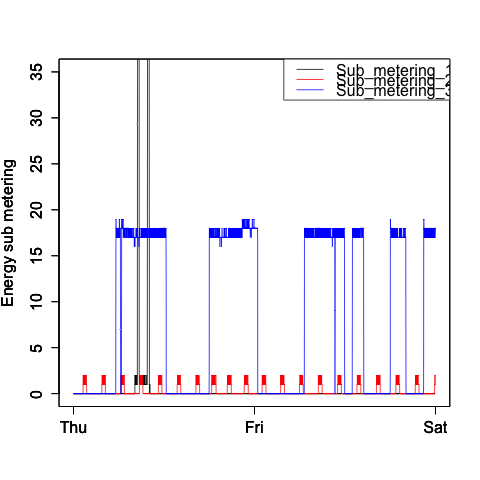 Sub_metering_1
Sub_metering_2
Sub_metering_3
Energy sub metering
35
30
25
20
15
10
5
0
Thu Fri Sat